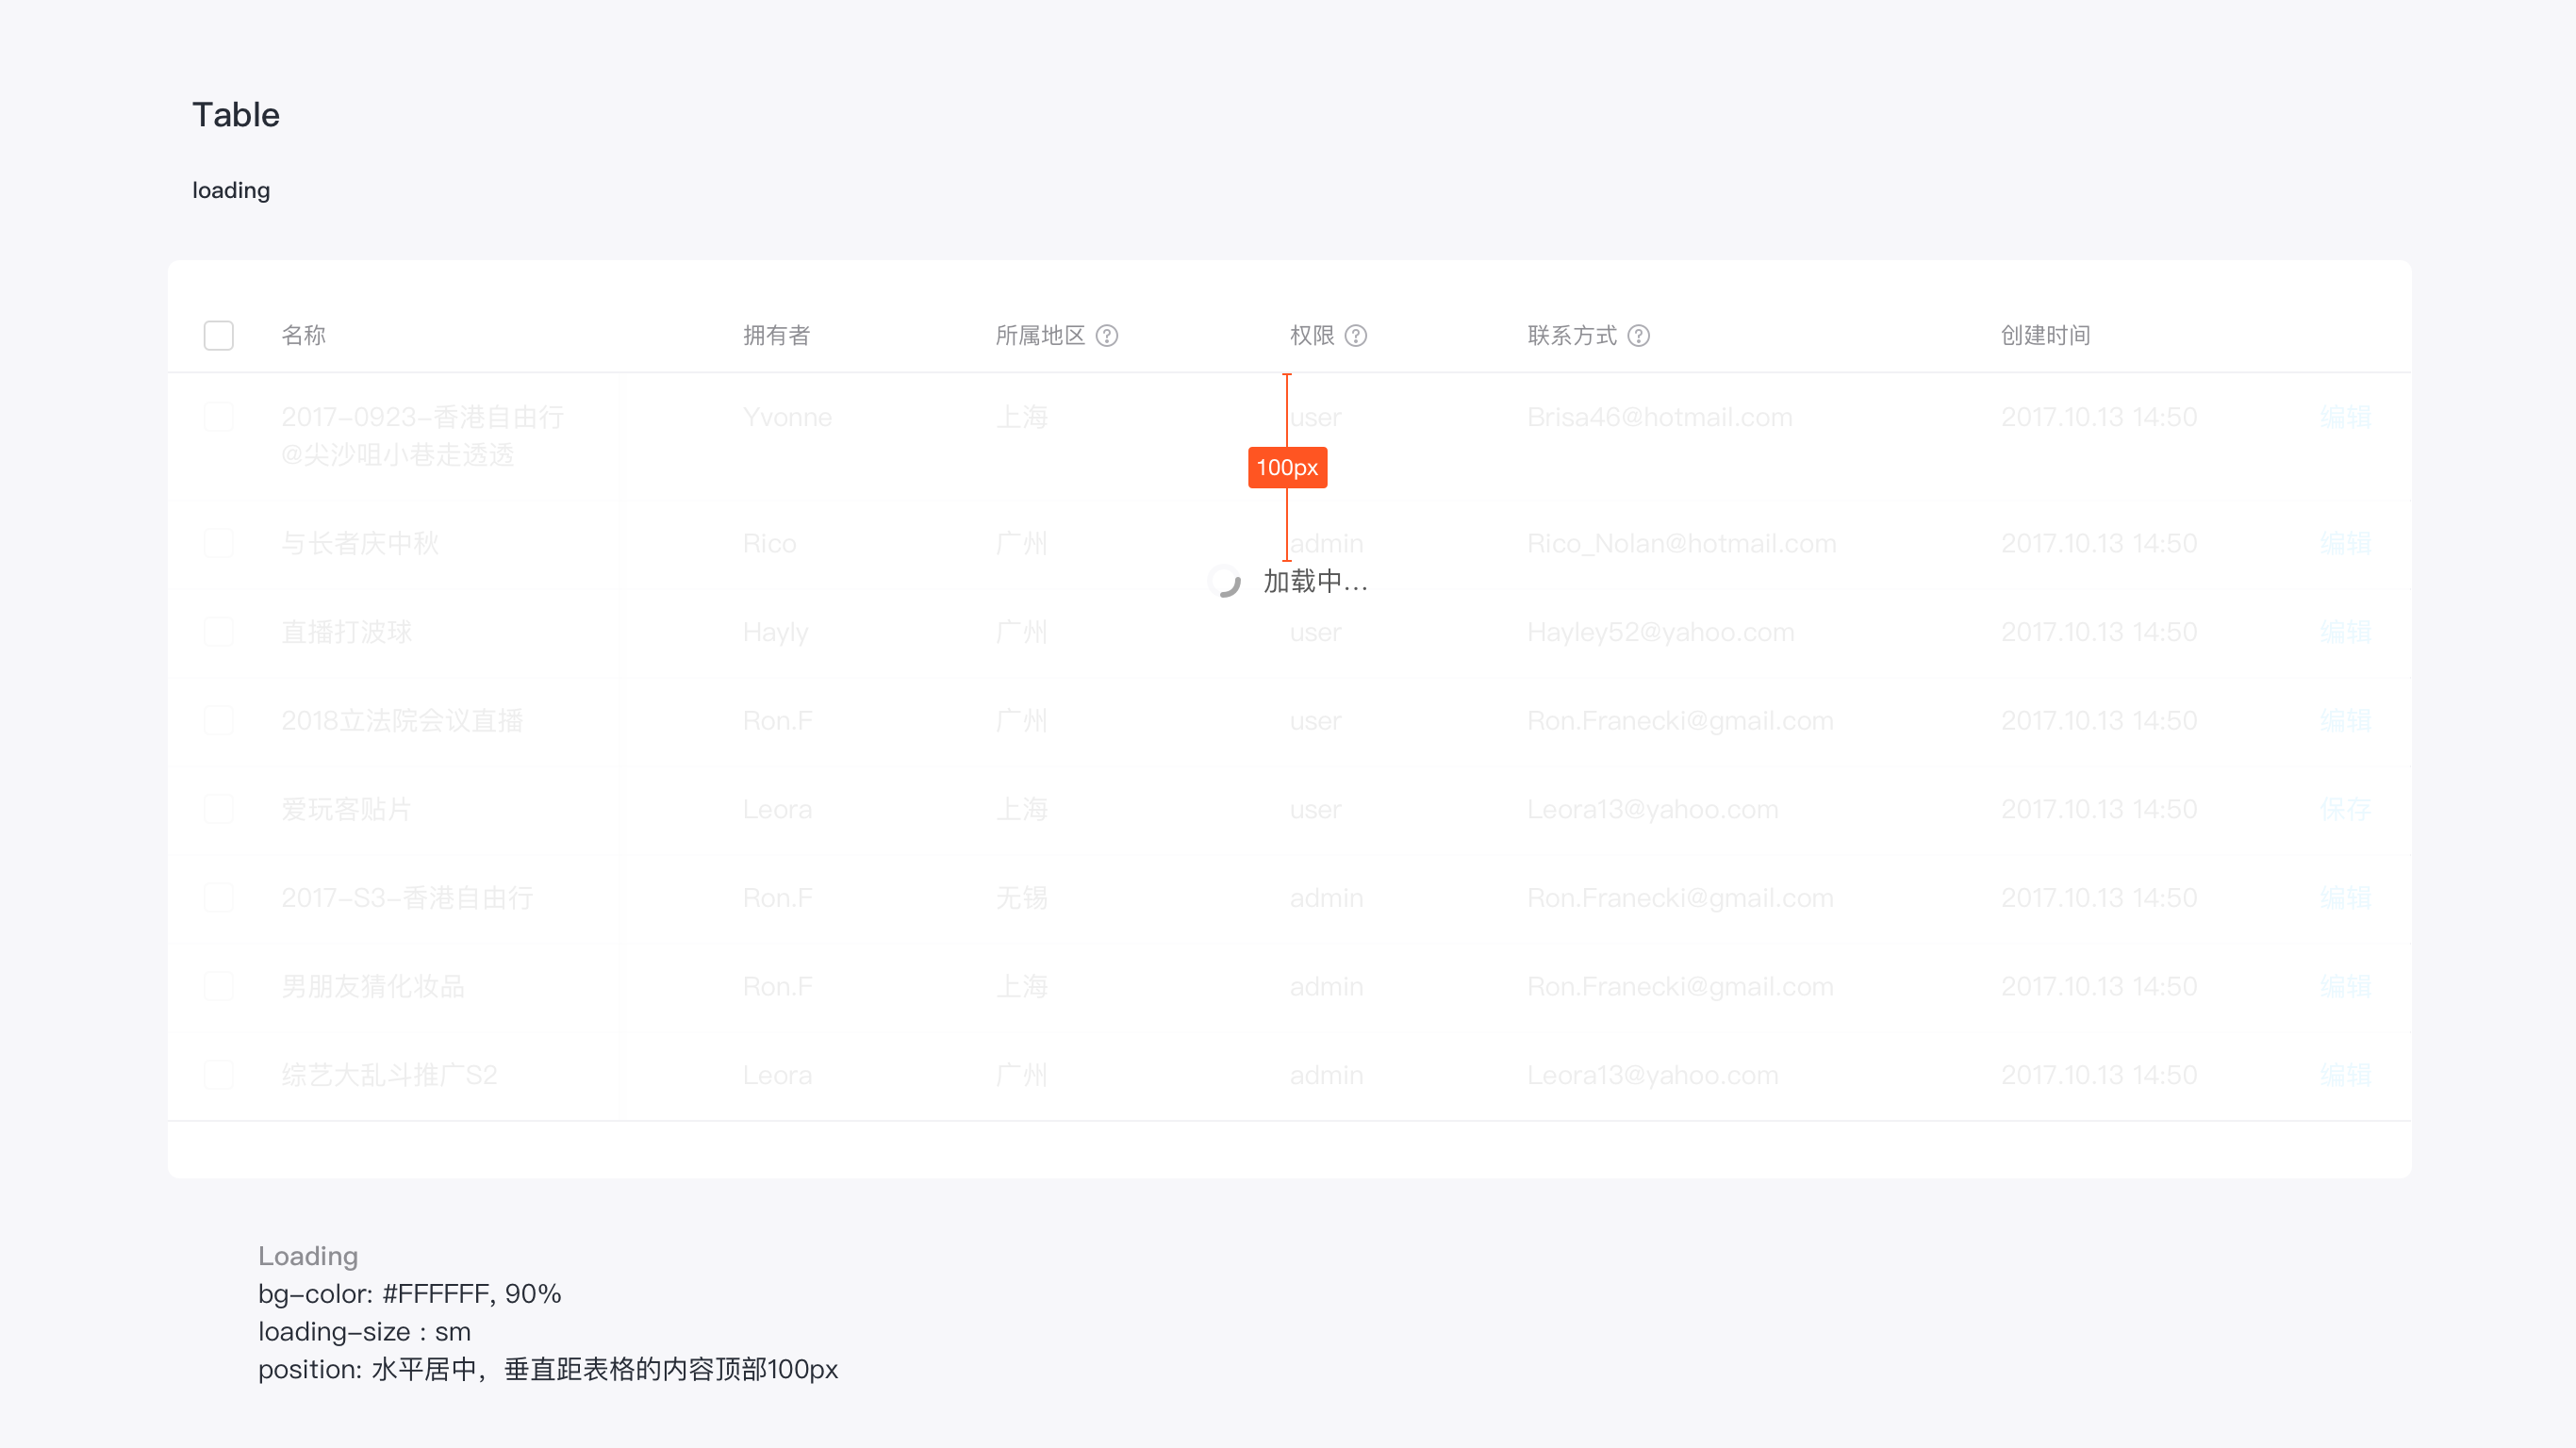 Table
loading
名称 拥有者 所属地区 权限 联系方式 创建时间
2017-0923-香港自由行 Yvonne 上海 user Brisa46@hotmail.com 2017.10.13 14:50 编辑
@尖沙咀小巷走透透
100px
与长者庆中秋 Rico 广州 admin Rico_Nolan@hotmail.com 2017.10.13 14:50 编辑
加载中...
直播打波球 Hayly 广州 user Hayley52@yahoo.com 2017.10.13 14:50 编辑
2018立法院会议直播 Ron.F 广州 user Ron.Franecki@gmail.com 2017.10.13 14:50 编辑
爱玩客贴片 Leora 上海 user Leora13@yahoo.com 2017.10.13 14:50 保存
2017-S3-香港自由行 Ron.F 无锡 admin Ron.Franecki@gmail.com 2017.10.13 14:50 编辑
男朋友猜化妆品 Ron.F 上海 admin Ron.Franecki@gmail.com 2017.10.13 14:50 编辑
综艺大乱斗推广S2 Leora 广州 admin Leora13@yahoo.com 2017.10.13 14:50 编辑
Loading
bg-color: #FFFFFF, 90%
loading-size : sm
position: 水平居中，垂直距表格的内容顶部100px